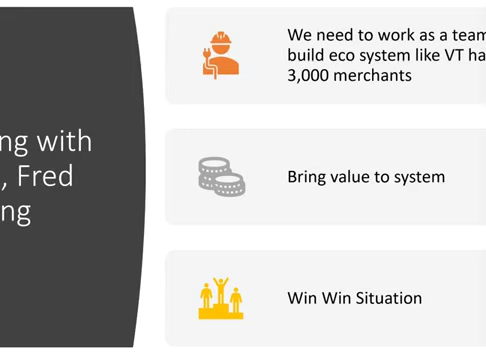 ng with
, Fred
ng
We need to work as a team
build eco system like VT ha
3,000 merchants
Bring value to system
Win Win Situation